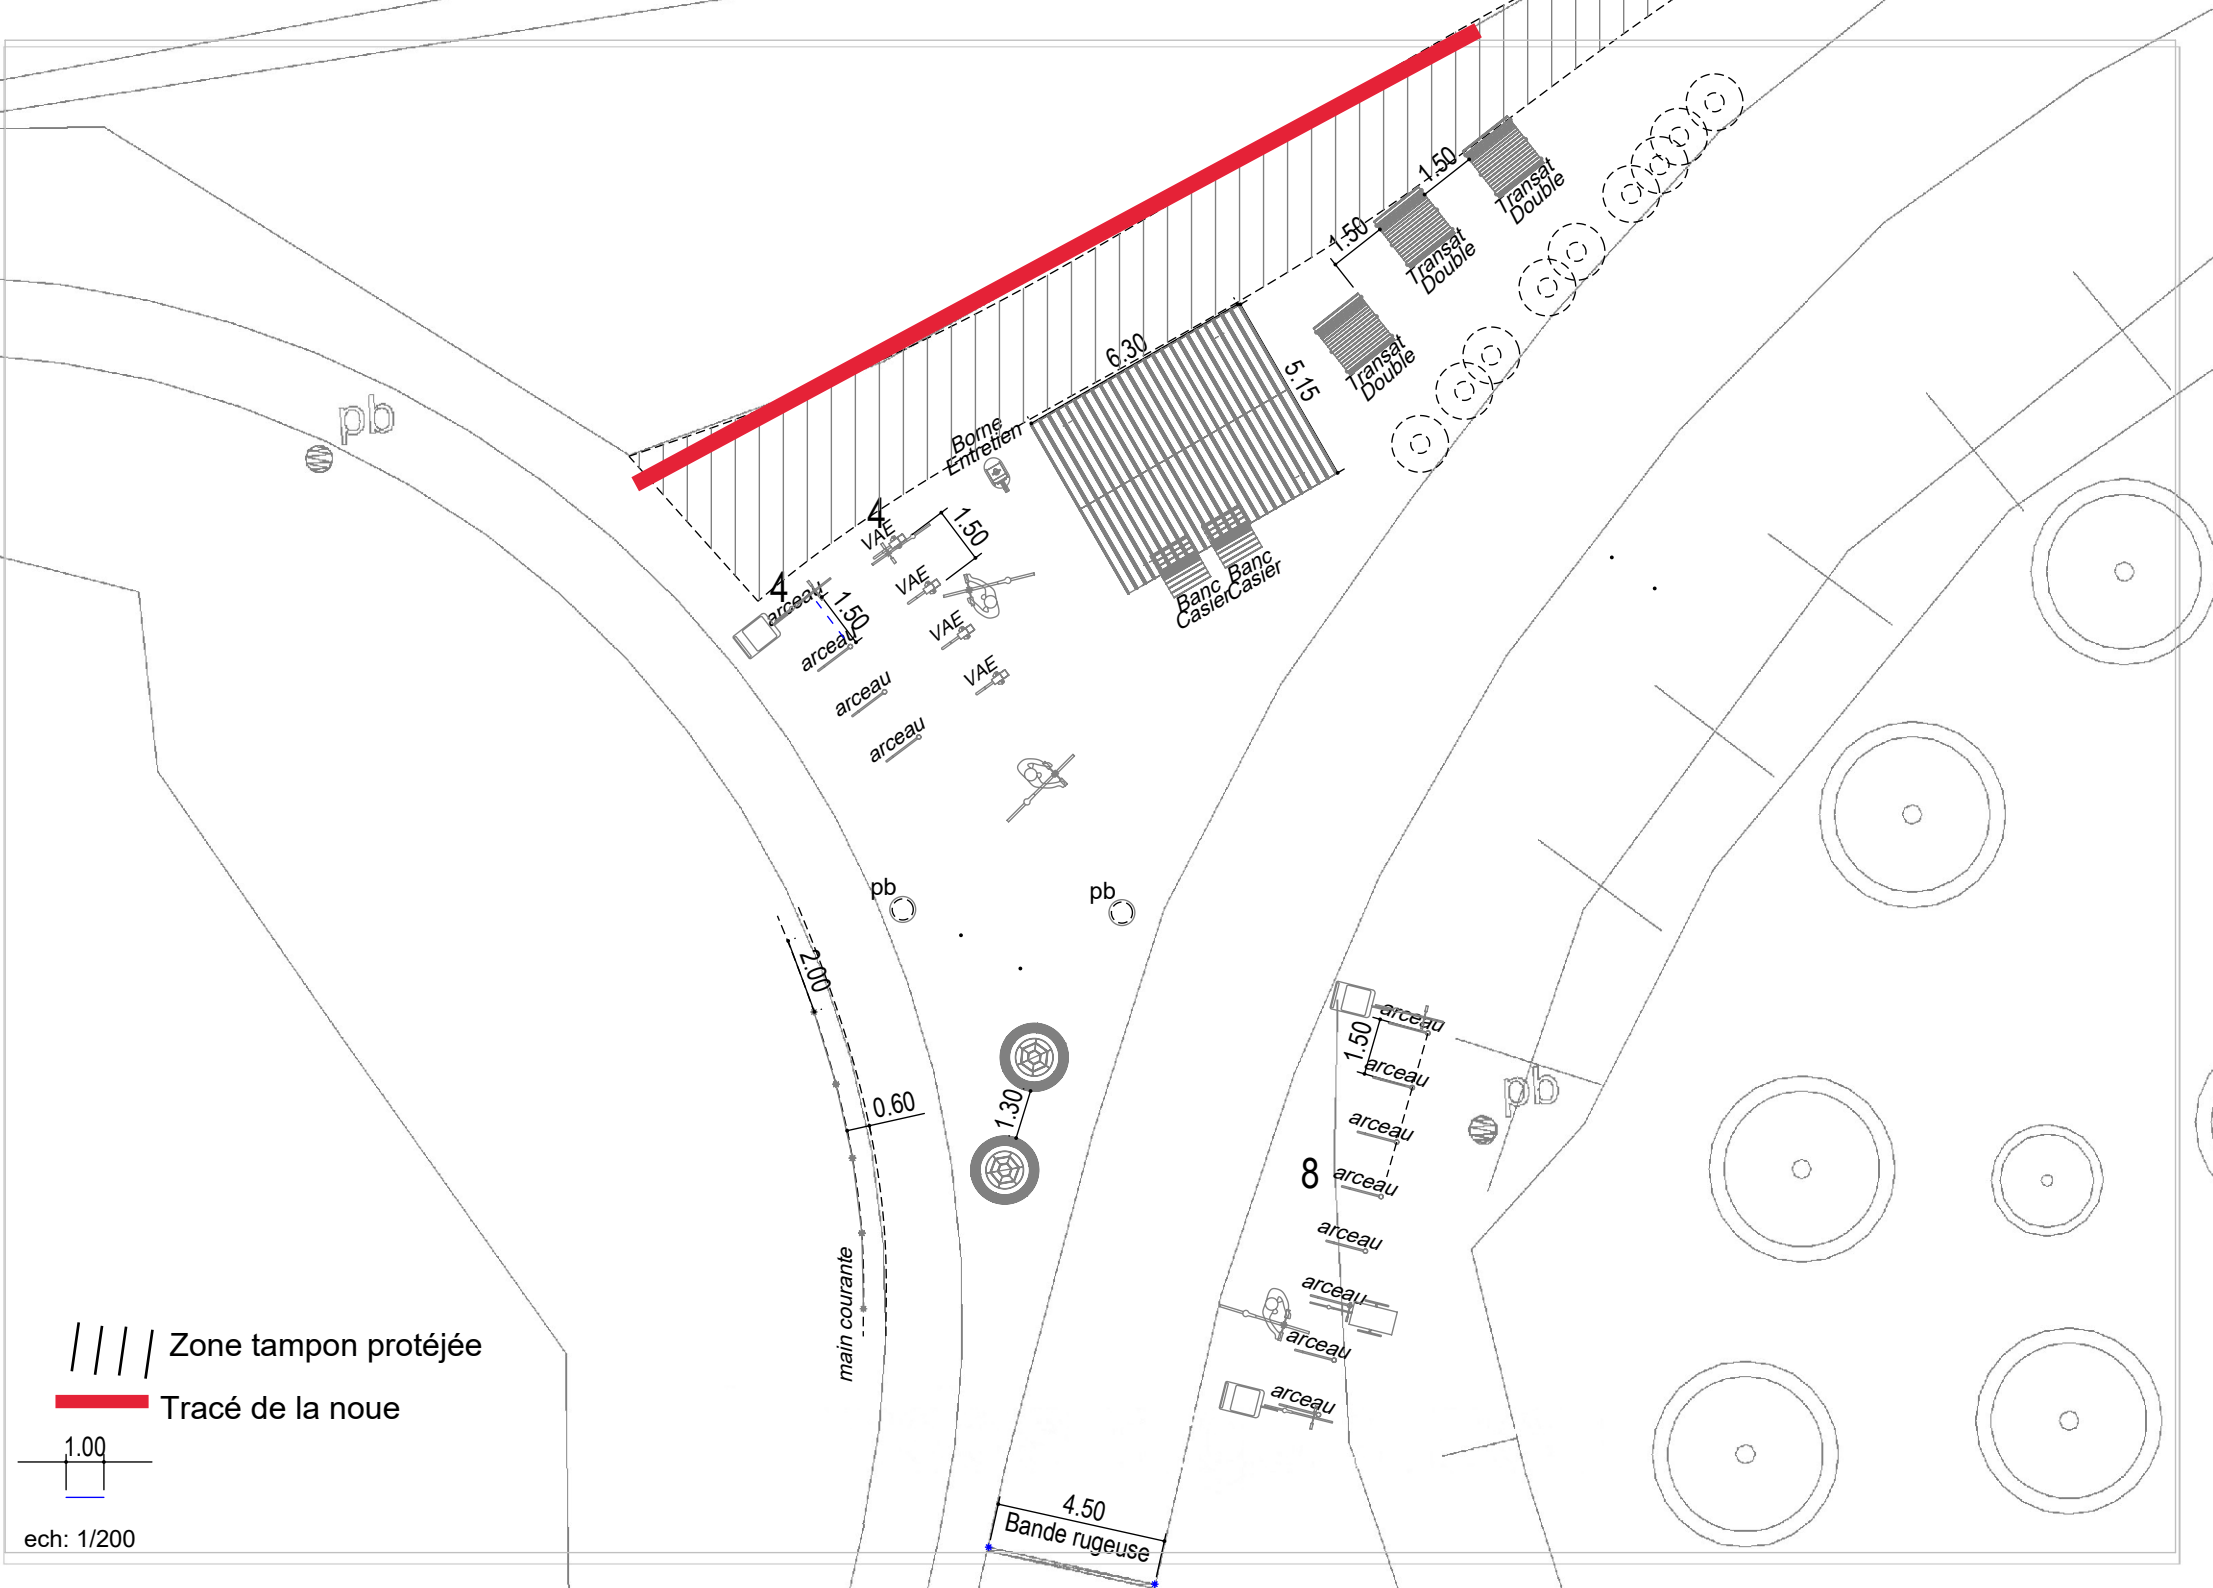 1.50
Transat
Double
1.50
Transat
Double
Transat
Double
6.30
5.15
pb
Borne
Entretien
4
VAE
1.50
VAE
VAE
VAE
4
arceau
1.50
arceau
arceau
arceau
Banc
Casier
Banc
Casier
pb
pb
2.00
0.60
1.30
main courante
arceau
1.50
arceau
pb
arceau
8
arceau
arceau
arceau
arceau
arceau
Zone tampon protéjée
Tracé de la noue
1.00
ech: 1/200
4.50
Bande rugeuse